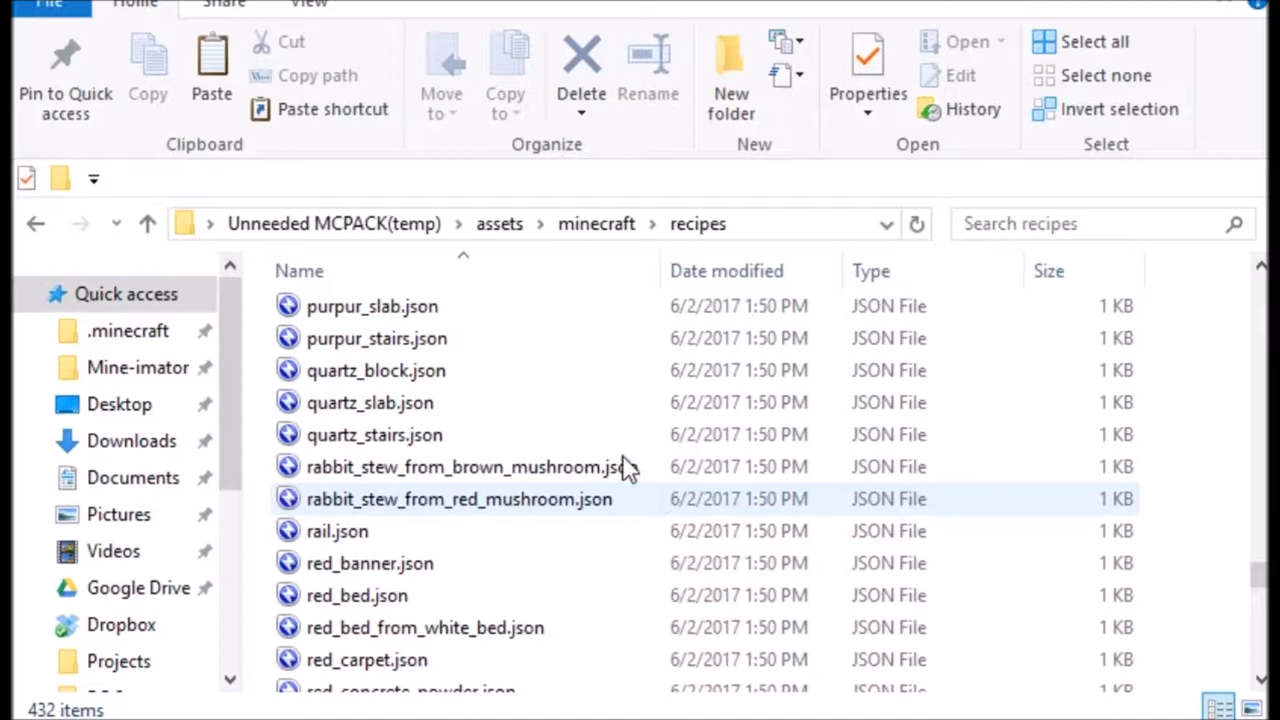 File Home Share View
Pin to Quick access
Copy
Paste
Cut
Copy path
Paste shortcut
Clipboard
Move to
Copy to
Delete
Rename
Organize
New folder
New
Properties
Open
Edit
History
Open
Select all
Select none
Invert selection
Select
Unneeded MCPACK(temp) > assets > minecraft > recipes
Search recipes
Quick access
.minecraft
Mine-imator
Desktop
Downloads
Documents
Pictures
Videos
Google Drive
Dropbox
Projects
Name Date modified Type Size
purpur_slab.json 6/2/2017 1:50 PM JSON File 1 KB
purpur_stairs.json 6/2/2017 1:50 PM JSON File 1 KB
quartz_block.json 6/2/2017 1:50 PM JSON File 1 KB
quartz_slab.json 6/2/2017 1:50 PM JSON File 1 KB
quartz_stairs.json 6/2/2017 1:50 PM JSON File 1 KB
rabbit_stew_from_brown_mushroom.json 6/2/2017 1:50 PM JSON File 1 KB
rabbit_stew_from_red_mushroom.json 6/2/2017 1:50 PM JSON File 1 KB
rail.json 6/2/2017 1:50 PM JSON File 1 KB
red_banner.json 6/2/2017 1:50 PM JSON File 1 KB
red_bed.json 6/2/2017 1:50 PM JSON File 1 KB
red_bed_from_white_bed.json 6/2/2017 1:50 PM JSON File 1 KB
red_carpet.json 6/2/2017 1:50 PM JSON File 1 KB
red_concrete_powder.json
432 items